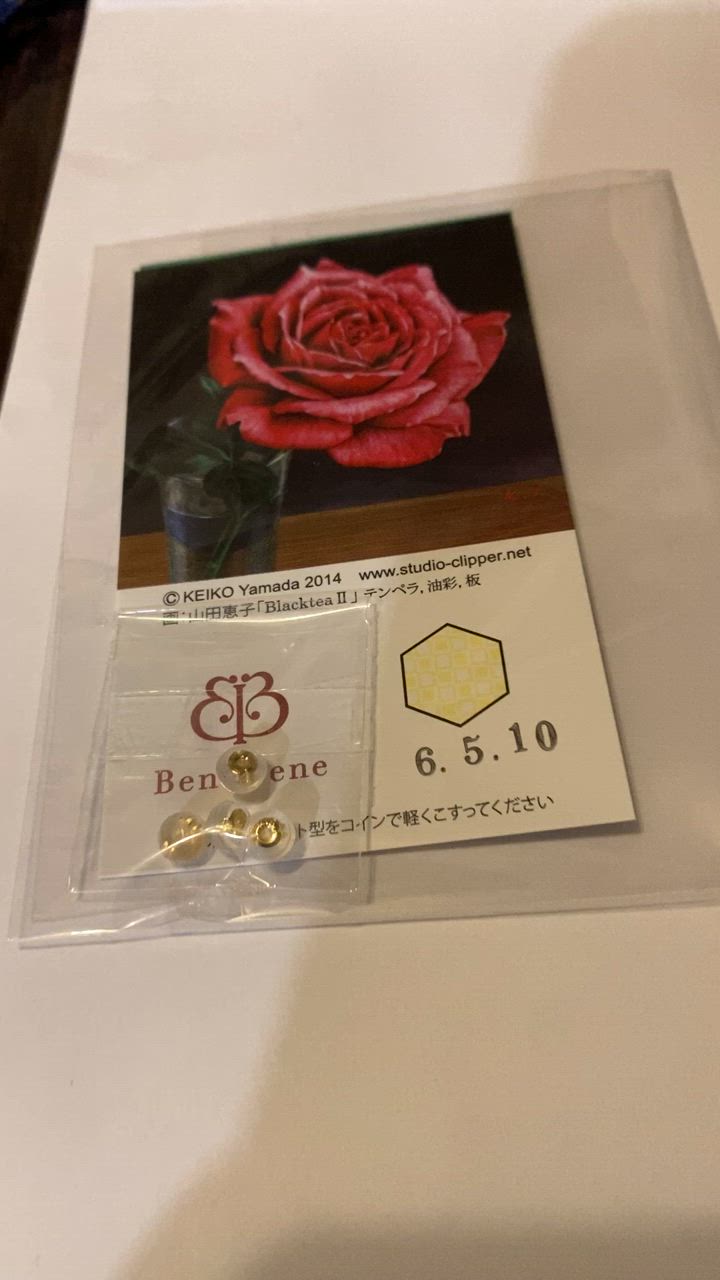 K. Y
© KEIKO Yamada 2014 www.studio-clipper.net
画:山田恵子「BlackteaⅡ」テンペラ,油彩,板
6. 5. 10
ト型をコインで軽くこすってください